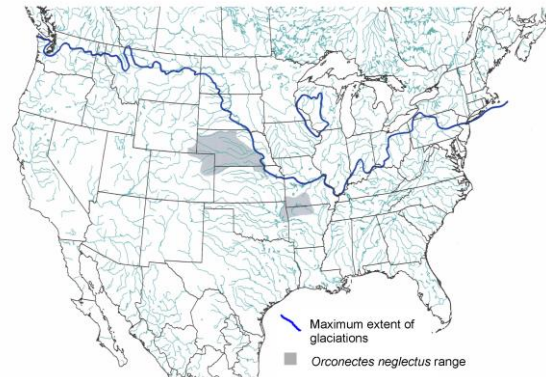 Maximum extent of
glaciations
Orconectes neglectus range